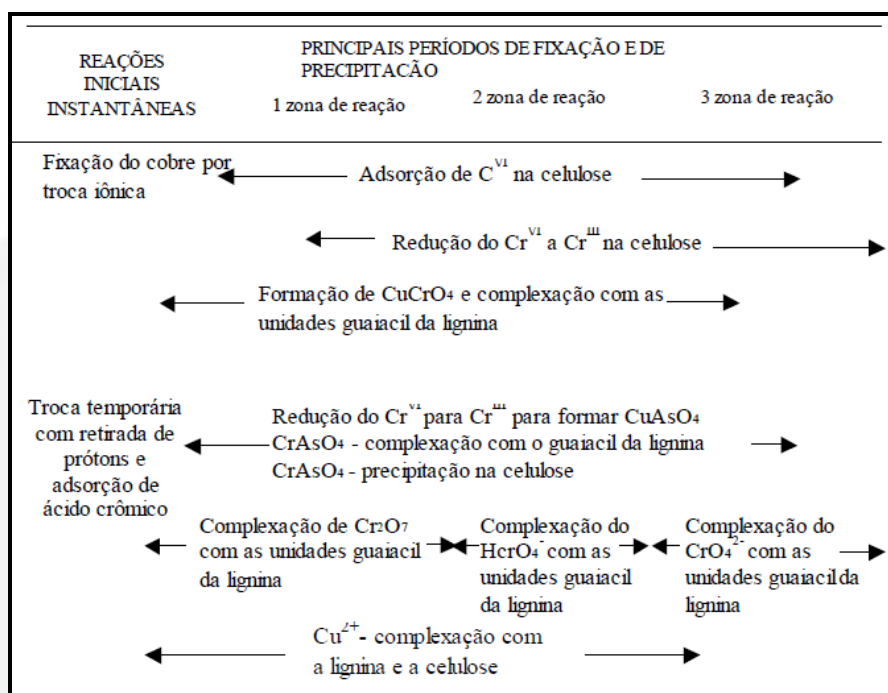 REAÇÕES
INICIAIS
INSTANTÂNEAS
PRINCIPAIS PERÍODOS DE FIXAÇÃO E DE
PRECIPITACÃO
1 zona de reação
2 zona de reação
3 zona de reação
Fixação do cobre por
troca iônica
Adsorção de C^VI na celulose
Redução do Cr^VI a Cr^III na celulose
Formação de CuCrO4 e complexação com as
unidades guaiacil da lignina
Troca temporária
com retirada de
prótons e
adsorção de
ácido crômico
Redução do Cr^VI para Cr^III para formar CuAsO4
CrAsO4 - complexação com o guaiacil da lignina
CrAsO4 - precipitação na celulose
Complexação de Cr2O7
com as unidades guaiacil
da lignina
Complexação do
HcrO4^- com as
unidades guaiacil
da lignina
Complexação do
CrO4^2- com as
unidades guaiacil da
lignina
Cu^2+- complexação com
a lignina e a celulose